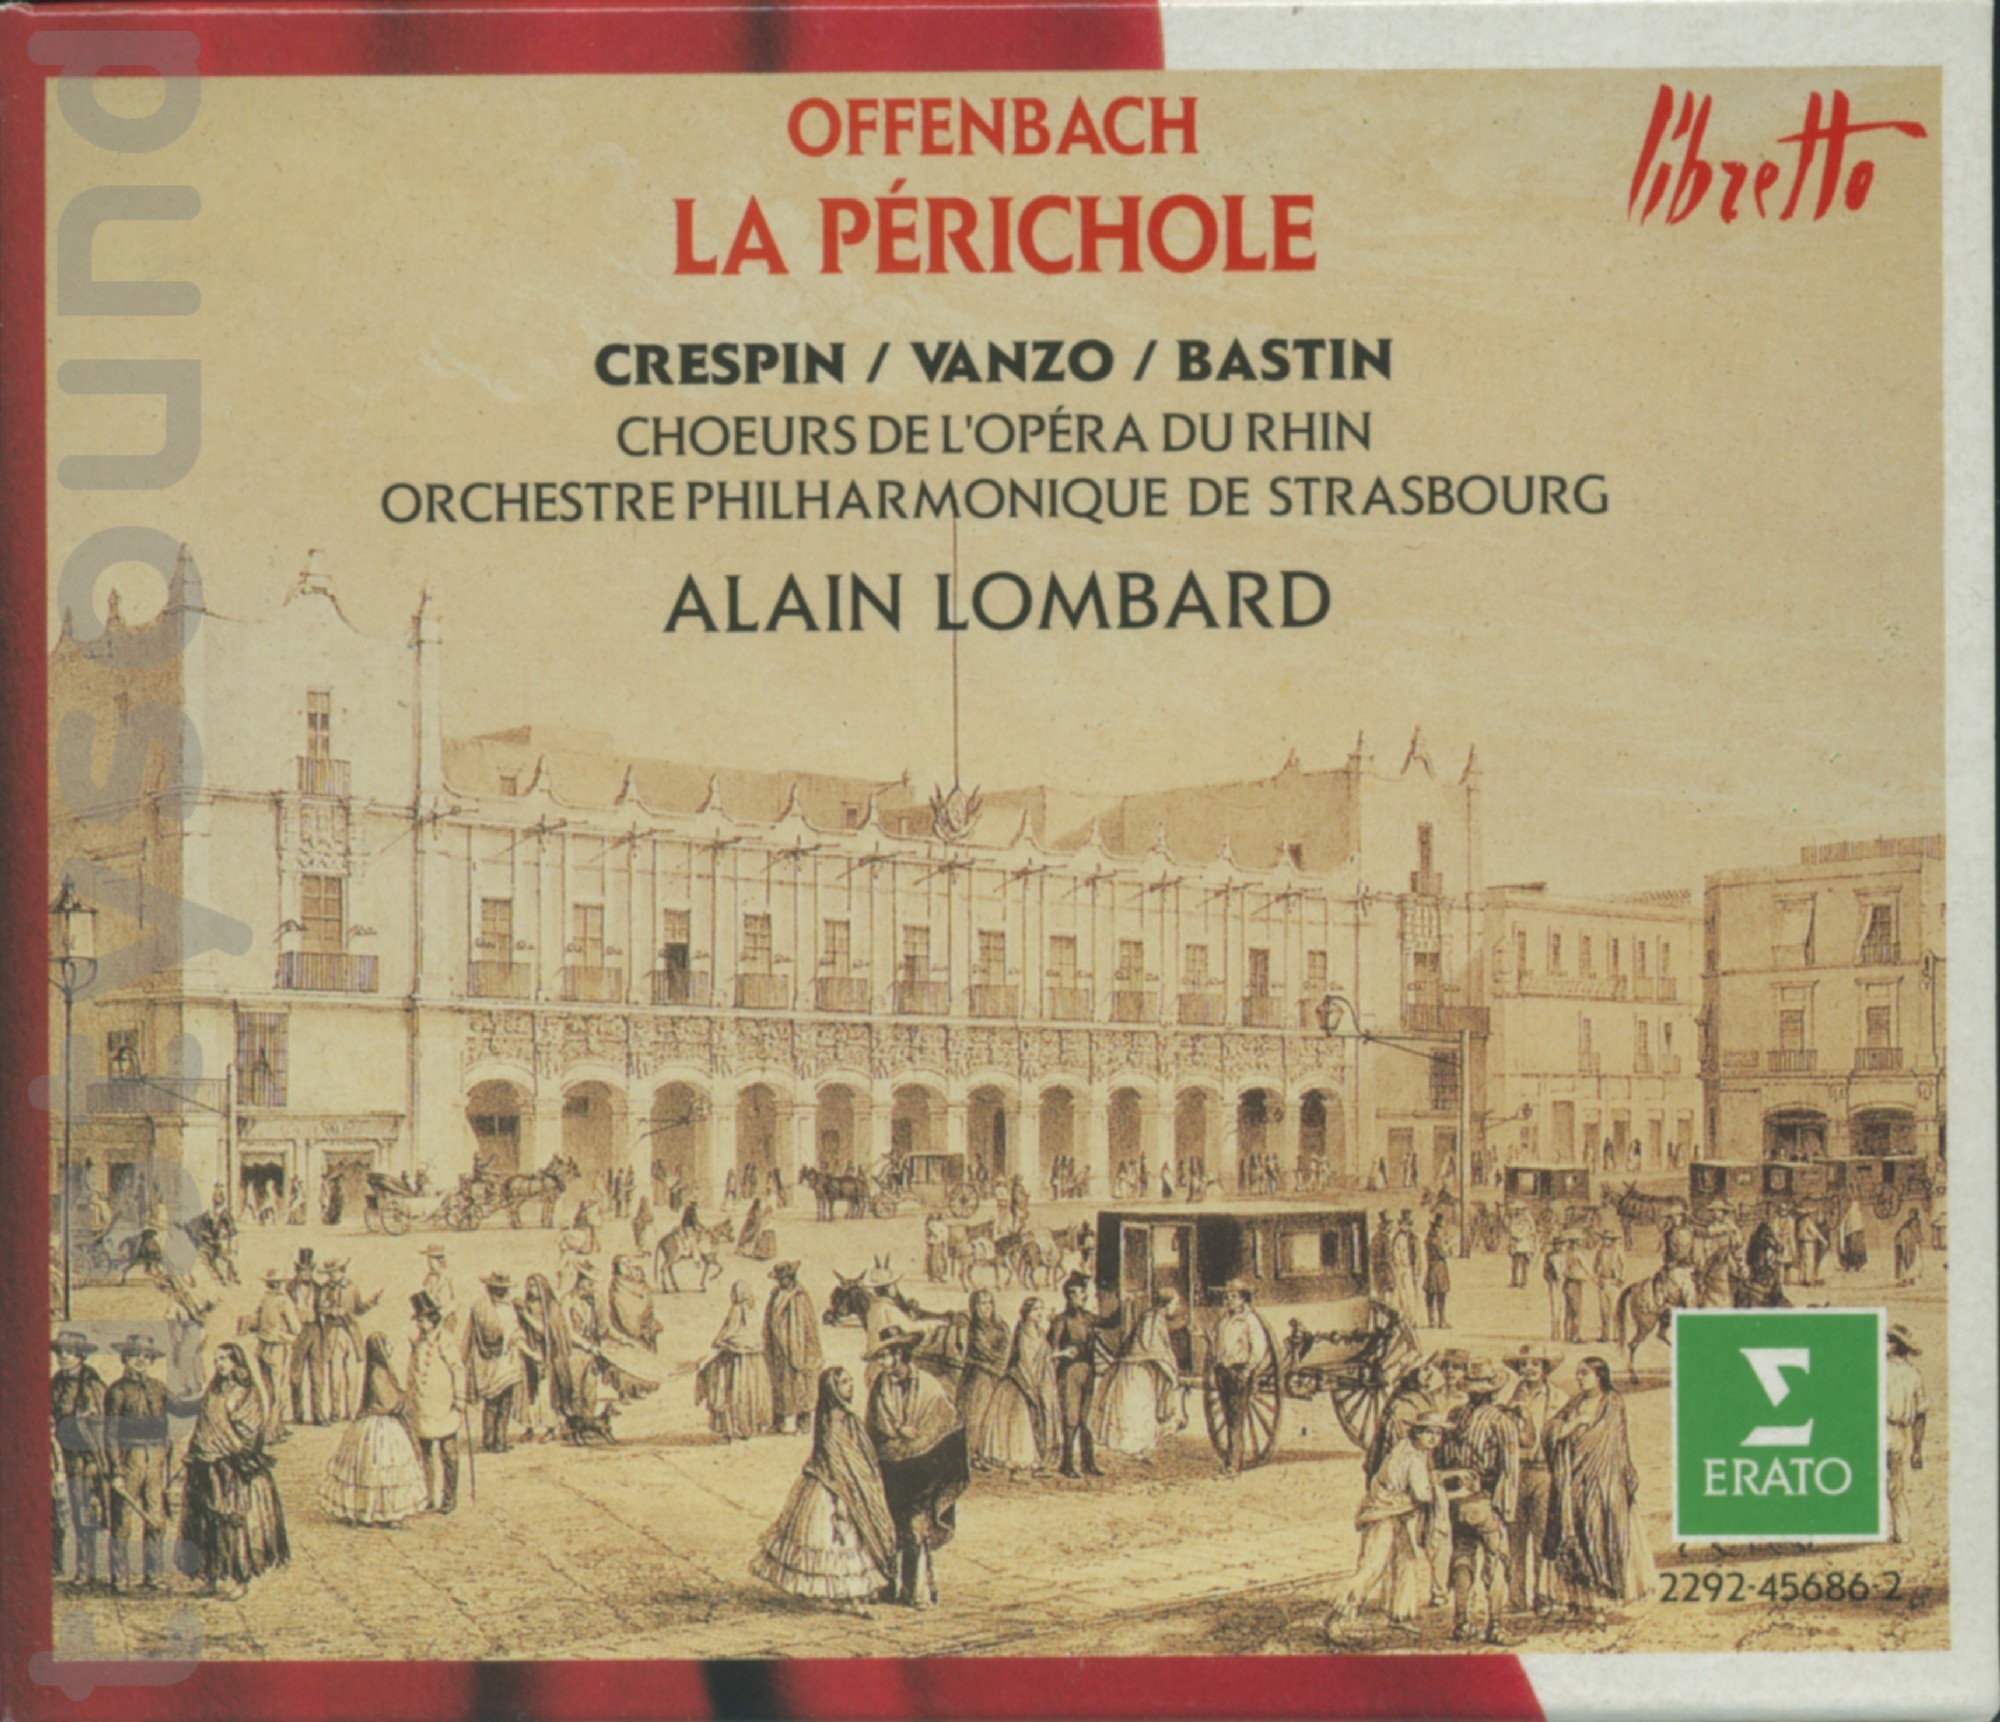 OFFENBACH
LA PÉRICHOLE
libretto
CRESPIN / VANZO / BASTIN
CHOEURS DE L'OPÉRA DU RHIN
ORCHESTRE PHILHARMONIQUE DE STRASBOURG
ALAIN LOMBARD
ERATO
2292-45686-2